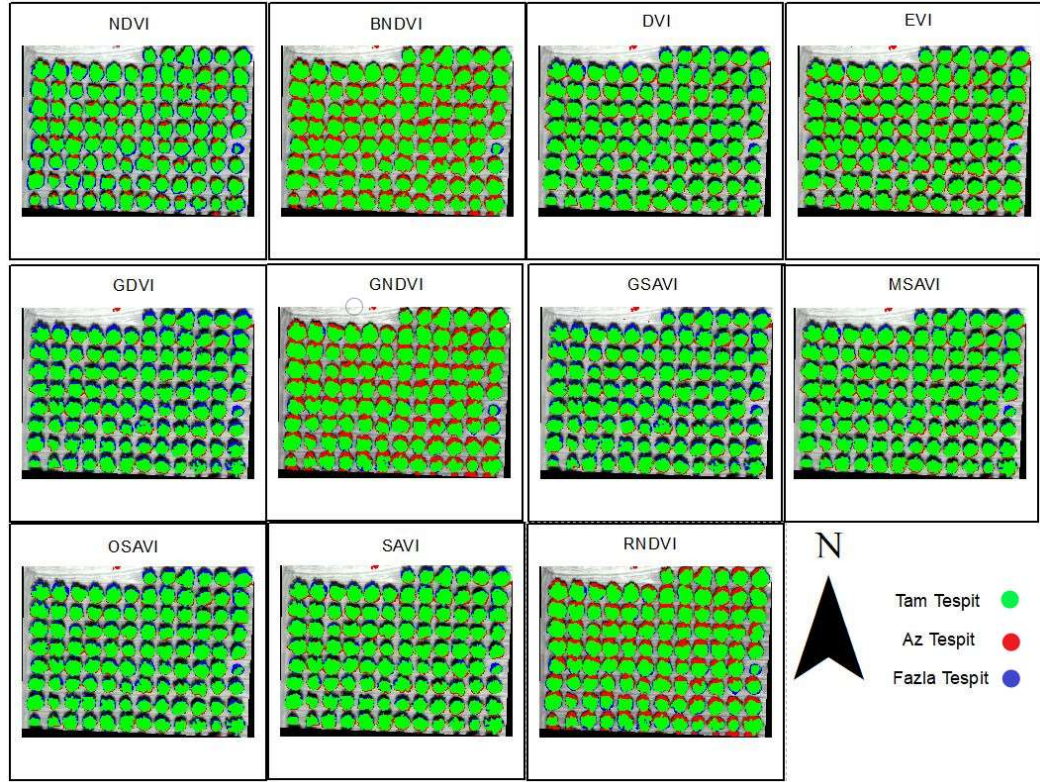 NDVI
BNDVI
DVI
EVI
GDVI
GNDVI
GSAVI
MSAVI
OSAVI
SAVI
RNDVI
N
Tam Tespit
Az Tespit
Fazla Tespit